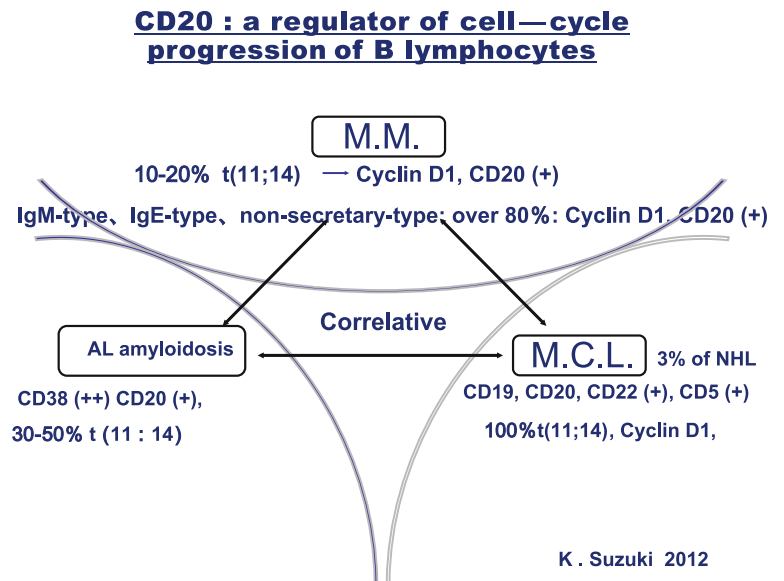 CD20 : a regulator of cell—cycle
progression of B lymphocytes
M.M.
10-20% t(11;14) → Cyclin D1, CD20 (+)
IgM-type、IgE-type、non-secretary-type: over 80%: Cyclin D1, CD20 (+)
Correlative
AL amyloidosis
M.C.L. 3% of NHL
CD38 (++) CD20 (+),
30-50% t (11 : 14)
CD19, CD20, CD22 (+), CD5 (+)
100%t(11;14), Cyclin D1,
K . Suzuki 2012